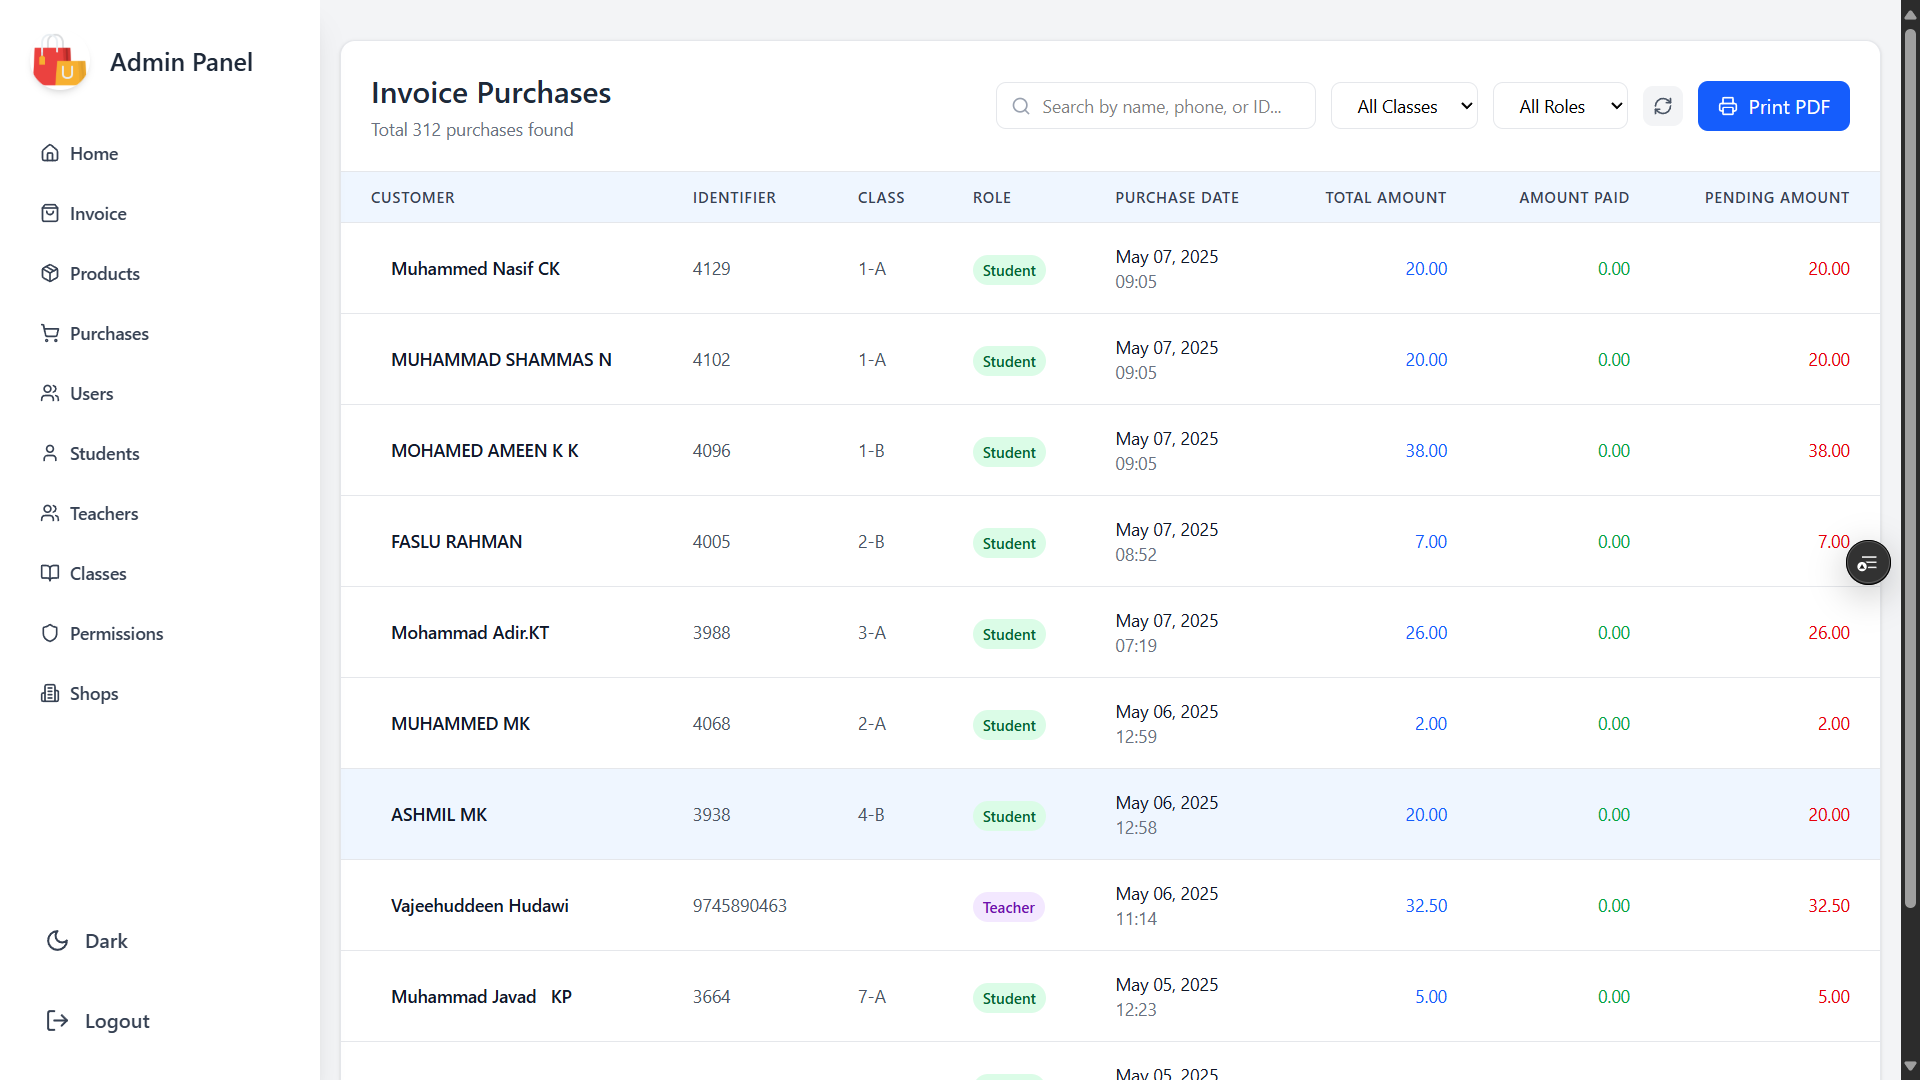 Admin Panel
Home
Invoice
Products
Purchases
Users
Students
Teachers
Classes
Permissions
Shops
Dark
Logout
Invoice Purchases
Total 312 purchases found
Search by name, phone, or ID...
All Classes
All Roles
Print PDF
CUSTOMER IDENTIFIER CLASS ROLE PURCHASE DATE TOTAL AMOUNT AMOUNT PAID PENDING AMOUNT
Muhammed Nasif CK 4129 1-A Student May 07, 2025 09:05 20.00 0.00 20.00
MUHAMMAD SHAMMAS N 4102 1-A Student May 07, 2025 09:05 20.00 0.00 20.00
MOHAMED AMEEN K K 4096 1-B Student May 07, 2025 09:05 38.00 0.00 38.00
FASLU RAHMAN 4005 2-B Student May 07, 2025 08:52 7.00 0.00 7.00
Mohammad Adir.KT 3988 3-A Student May 07, 2025 07:19 26.00 0.00 26.00
MUHAMMED MK 4068 2-A Student May 06, 2025 12:59 2.00 0.00 2.00
ASHMIL MK 3938 4-B Student May 06, 2025 12:58 20.00 0.00 20.00
Vajeehuddeen Hudawi 9745890463 Teacher May 06, 2025 11:14 32.50 0.00 32.50
Muhammad Javad KP 3664 7-A Student May 05, 2025 12:23 5.00 0.00 5.00
May 05, 2025